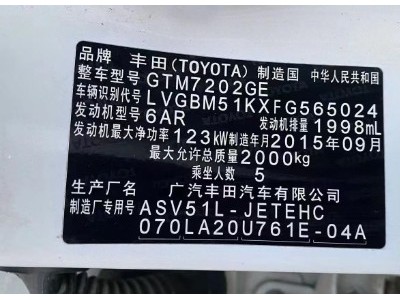 品牌 丰田(TOYOTA) 制造国 中华人民共和国
整车型号 GTM7202GE
车辆识别代号 LVGBM51KXFG565024
发动机型号 6AR 发动机排量 1998mL
发动机最大净功率 123kW 制造年月 2015年09月
最大允许总质量 2000kg
乘坐人数 5
生产厂名 广汽丰田汽车有限公司
制造厂专用号 ASV51L-JETEHC
070LA20U761E-04A